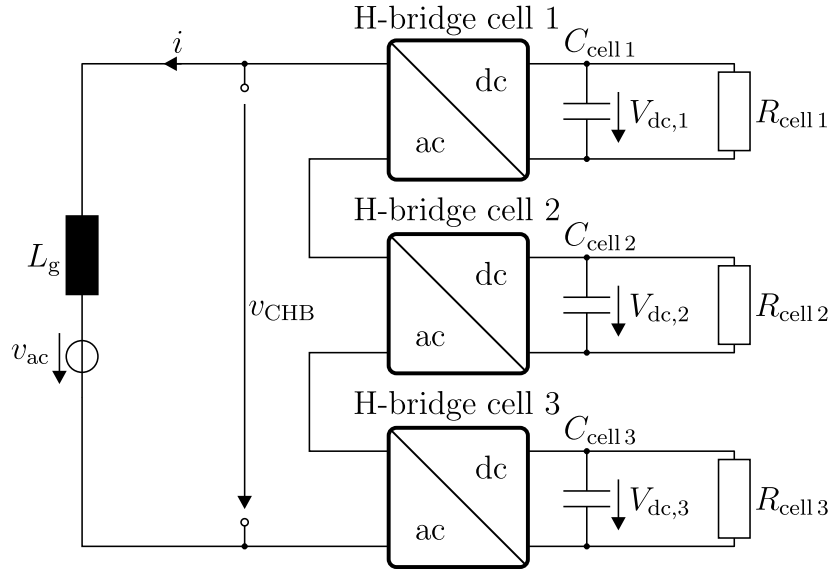 H-bridge cell 1
i
C_cell 1
dc
V_dc,1
R_cell 1
ac
H-bridge cell 2
C_cell 2
L_g
dc
v_CHB
V_dc,2
R_cell 2
v_ac
ac
H-bridge cell 3
C_cell 3
dc
V_dc,3
R_cell 3
ac